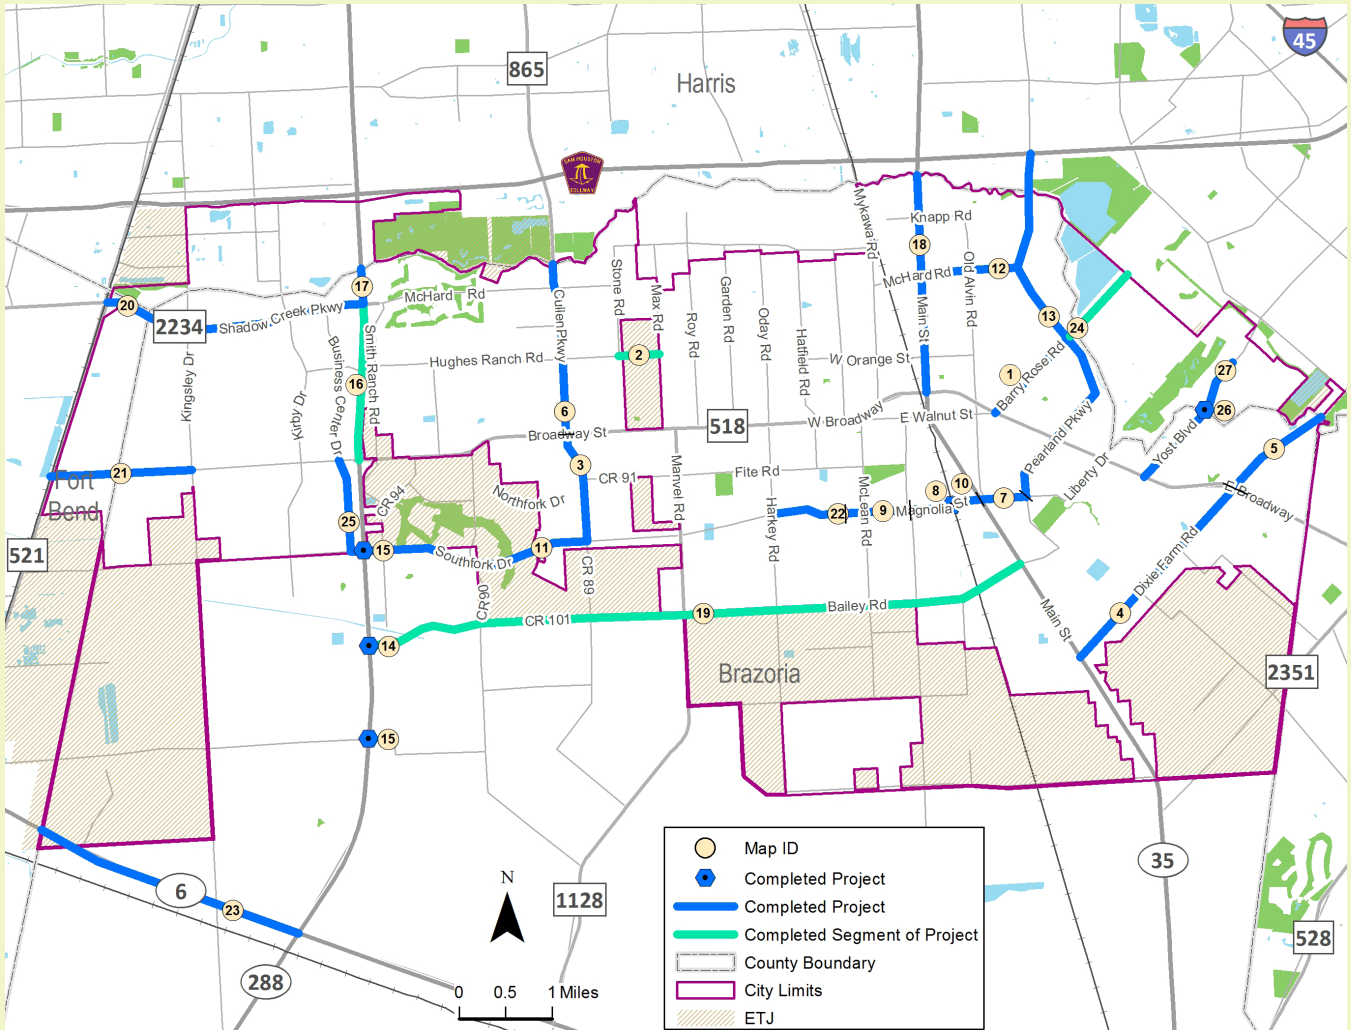 45
865
Harris
SAM HOUSTON
TOLLWAY
Mykawa Rd
Knapp Rd
18
Old Alvin Rd
McHard Rd
12
17
20
2234
Shadow Creek Pkwy
McHard Rd
Cullen Pkwy
Stone Rd
Max Rd
Garden Rd
Oday Rd
Roy Rd
Hatfield Rd
Main St
13
24
Smith Ranch Rd
Business Center Dr
Kingsley Dr
Hughes Ranch Rd
2
W Orange St
1
Barry Rose Rd
27
16
Kirby Dr
6
518
W Broadway
E Walnut St
26
Pearland Pkwy
Yost Blvd
Broadway St
5
3
21
Fort
Bend
CR 91
Fite Rd
Manvel Rd
Liberty Dr
CR 94
Northfork Dr
8
10
7
E Broadway
Harkey Rd
22
McLean Rd
9
Magnolia St
25
521
15
Southfork Dr
11
CR 89
CR 90
Dixie Farm Rd
CR 101
19
Bailey Rd
Main St
4
14
Brazoria
2351
15
6
23
288
1128
35
528
N
0
0.5
1 Miles
Map ID
Completed Project
Completed Project
Completed Segment of Project
County Boundary
City Limits
ETJ